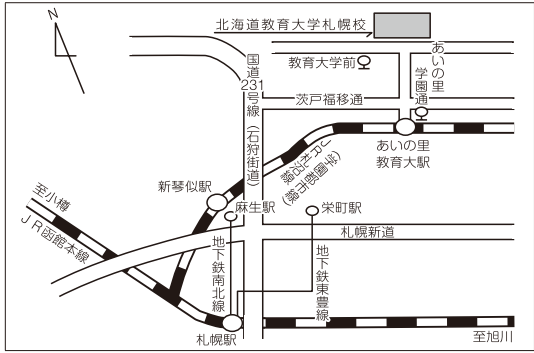 N
北海道教育大学札幌校
教育大学前
あいの里
学園通
茨戸福移通
国道231号線(石狩街道)
あいの里
教育大駅
JR札沼線
(学園都市線)
新琴似駅
麻生駅
栄町駅
至小樽
JR函館本線
札幌新道
地下鉄南北線
地下鉄東豊線
札幌駅
至旭川